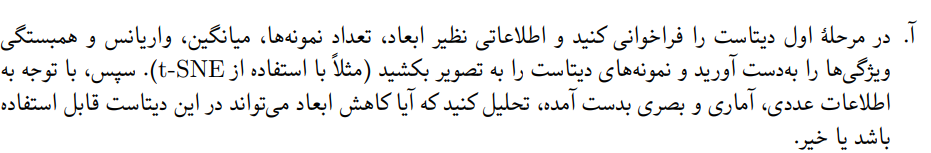 آ. در مرحلهٔ اول دیتاست را فراخوانی کنید و اطلاعاتی نظیر ابعاد، تعداد نمونه‌ها، میانگین، واریانس و همبستگی
ویژگی‌ها را به‌دست آورید و نمونه‌های دیتاست را به تصویر بکشید (مثلاً با استفاده از t-SNE). سپس، با توجه به
اطلاعات عددی، آماری و بصری بدست آمده، تحلیل کنید که آیا کاهش ابعاد می‌تواند در این دیتاست قابل استفاده
باشد یا خیر.